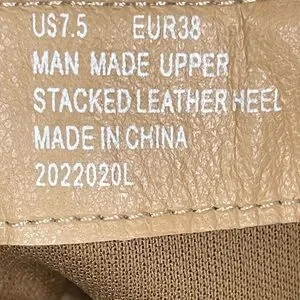 US7.5 EUR38
MAN MADE UPPER
STACKED LEATHER HEEL
MADE IN CHINA
2022020L